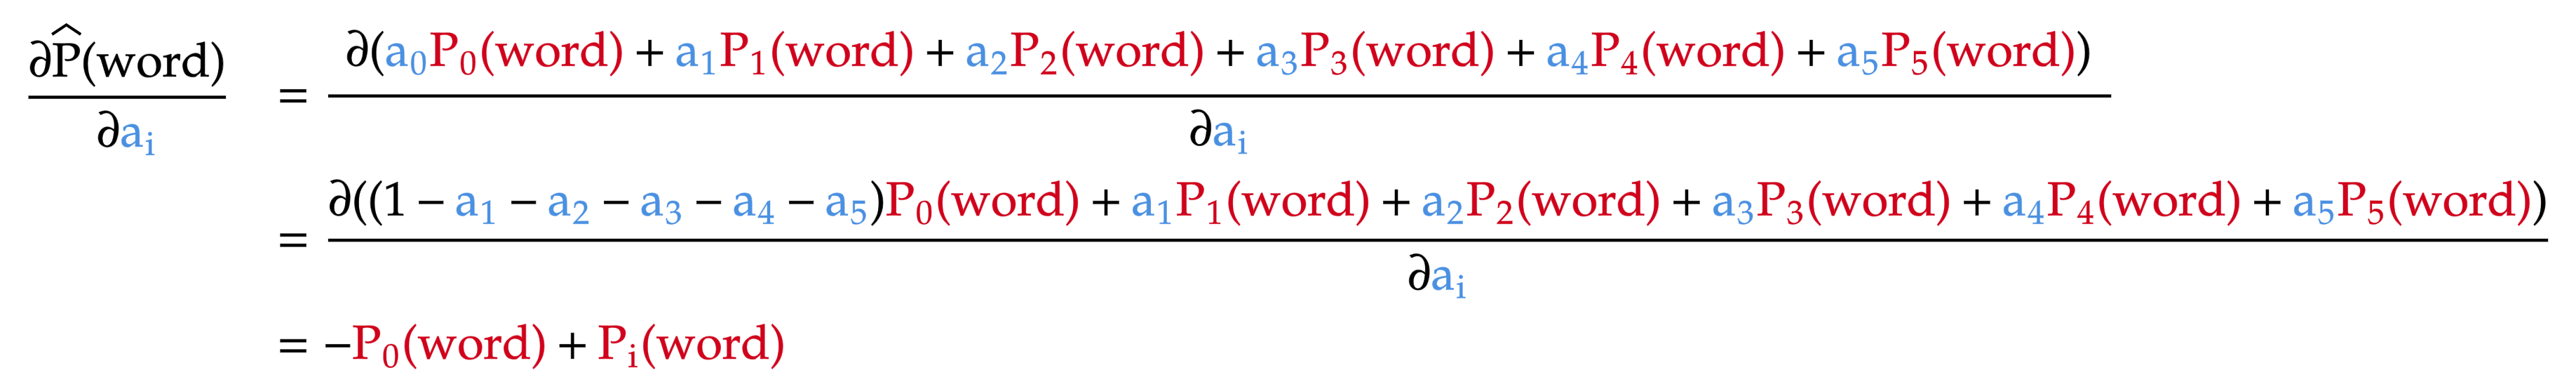 ∂P̂(word)/∂aᵢ = ∂(a₀P₀(word) + a₁P₁(word) + a₂P₂(word) + a₃P₃(word) + a₄P₄(word) + a₅P₅(word))/∂aᵢ
= ∂((1 − a₁ − a₂ − a₃ − a₄ − a₅)P₀(word) + a₁P₁(word) + a₂P₂(word) + a₃P₃(word) + a₄P₄(word) + a₅P₅(word))/∂aᵢ
= −P₀(word) + Pᵢ(word)